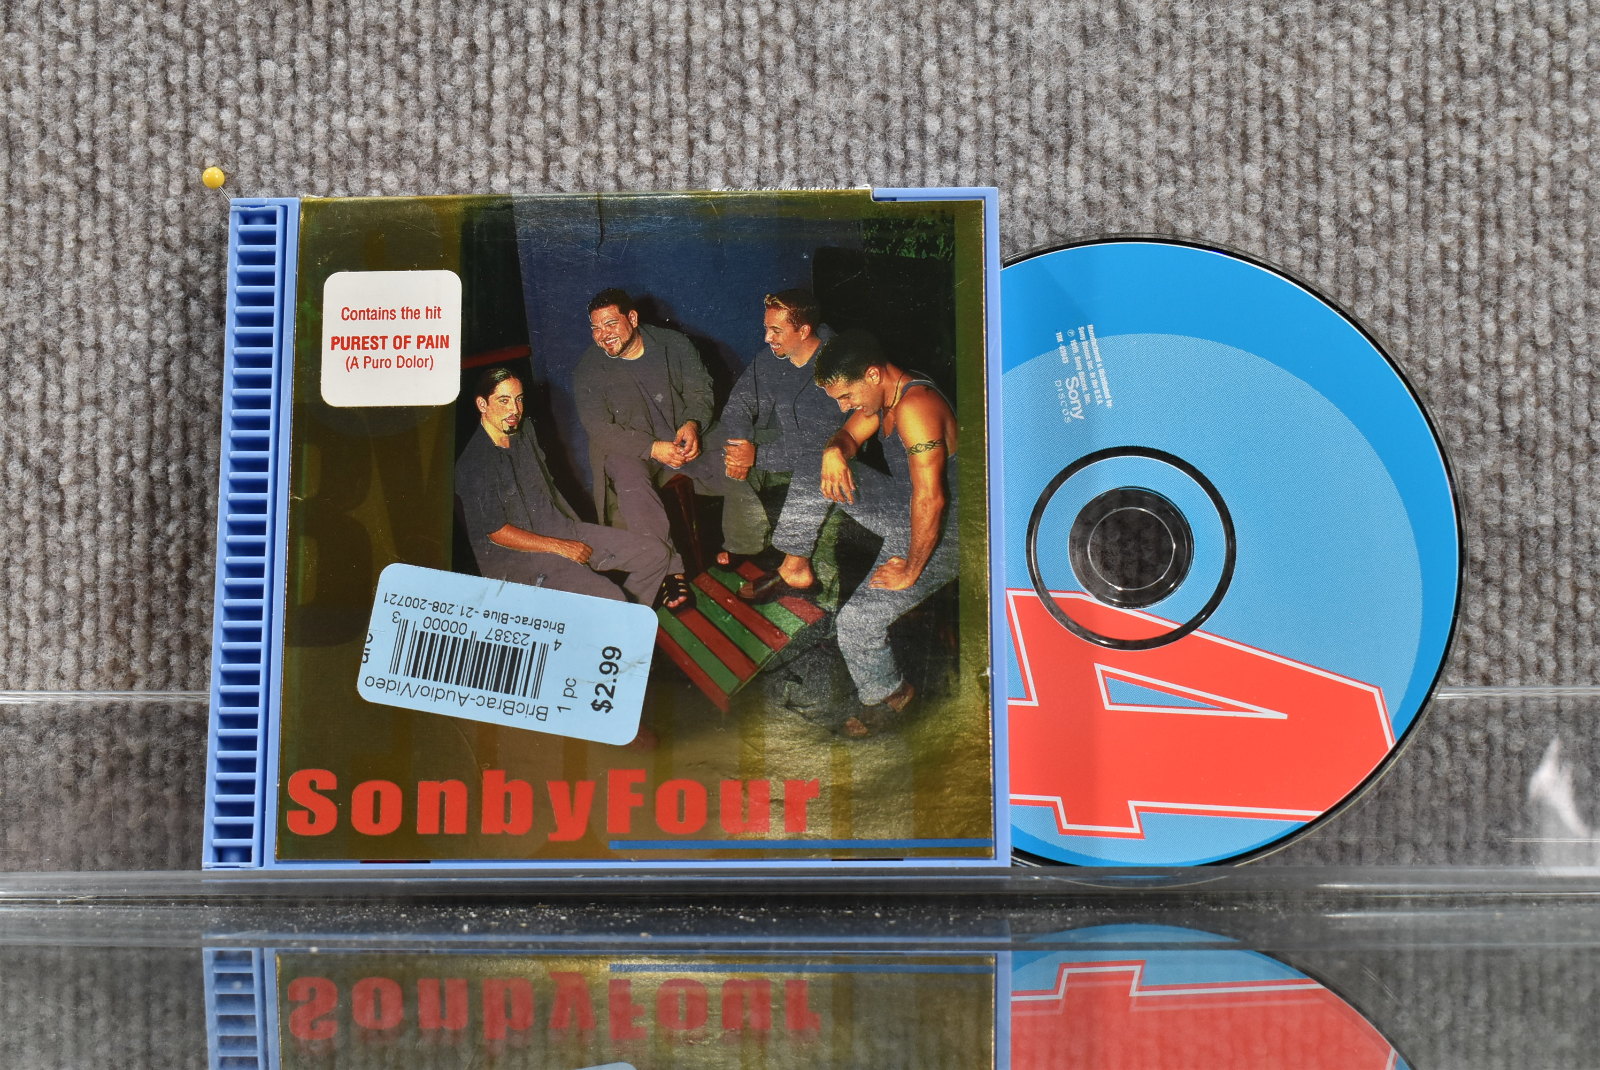 Contains the hit
PUREST OF PAIN
(A Puro Dolor)
BricBrac-Audio/Video
3 00000 23387 4
BricBrac-Blue -21.208-200721
1 pc
$2.99
SonbyFour
Sony
DISCOS
4